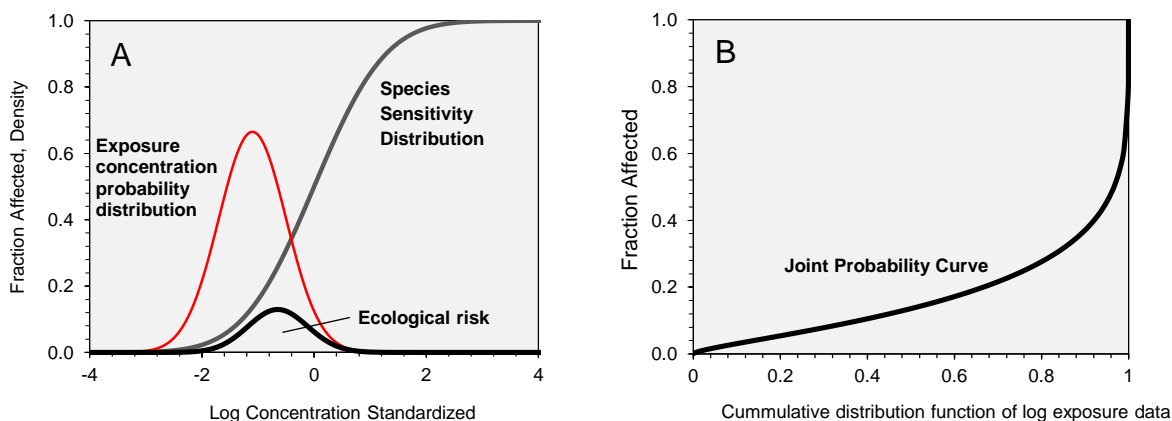 A
1.0
0.8
0.6
0.4
0.2
0.0
Fraction Affected, Density
Species
Sensitivity
Distribution
Exposure
concentration
probability
distribution
Ecological risk
-4
-2
0
2
4
Log Concentration Standardized
B
1.0
0.8
0.6
0.4
0.2
0.0
Fraction Affected
Joint Probability Curve
0
0.2
0.4
0.6
0.8
1
Cummulative distribution function of log exposure data